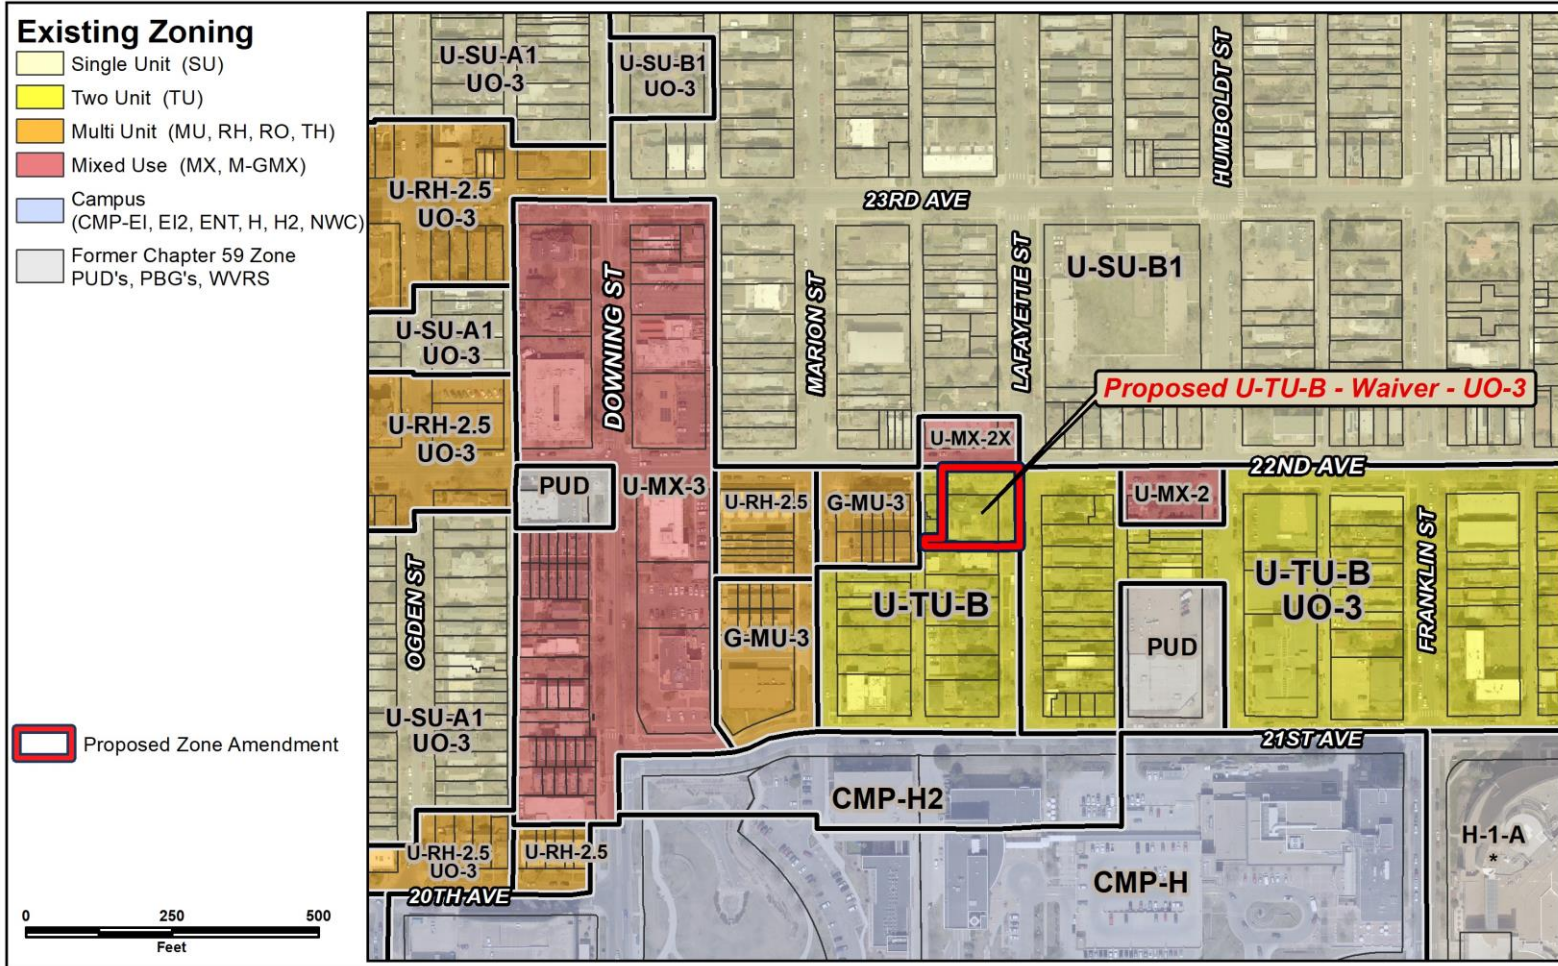 Existing Zoning
Single Unit (SU)
Two Unit (TU)
Multi Unit (MU, RH, RO, TH)
Mixed Use (MX, M-GMX)
Campus
(CMP-EI, EI2, ENT, H, H2, NWC)
Former Chapter 59 Zone
PUD's, PBG's, WVRS
Proposed Zone Amendment
0 250 500
Feet
U-SU-A1
UO-3
U-SU-B1
UO-3
HUMBOLDT ST
U-RH-2.5
UO-3
23RD AVE
DOWNING ST
MARION ST
LAFAYETTE ST
U-SU-B1
U-SU-A1
UO-3
Proposed U-TU-B - Waiver - UO-3
U-RH-2.5
UO-3
U-MX-2X
22ND AVE
PUD
U-MX-3
U-RH-2.5
G-MU-3
U-MX-2
OGDEN ST
FRANKLIN ST
U-TU-B
U-TU-B
UO-3
G-MU-3
PUD
U-SU-A1
UO-3
21ST AVE
CMP-H2
H-1-A
*
U-RH-2.5
UO-3
U-RH-2.5
CMP-H
20TH AVE